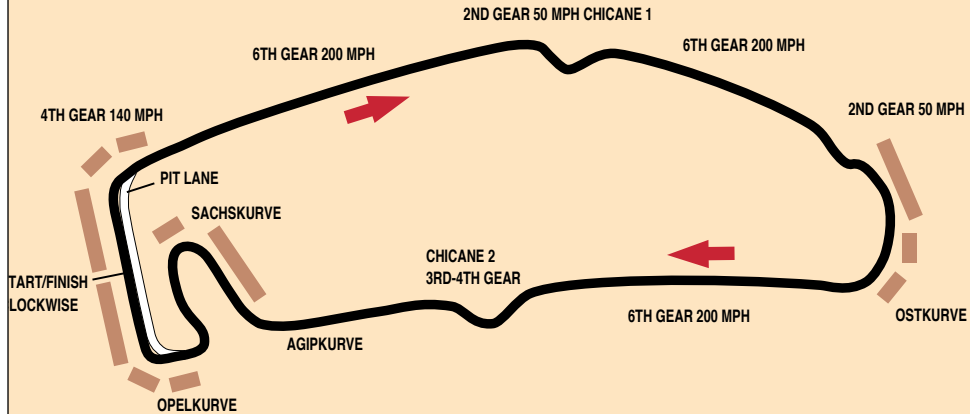 2ND GEAR 50 MPH CHICANE 1
6TH GEAR 200 MPH
6TH GEAR 200 MPH
4TH GEAR 140 MPH
2ND GEAR 50 MPH
PIT LANE
SACHSKURVE
CHICANE 2
3RD-4TH GEAR
TART/FINISH
LOCKWISE
6TH GEAR 200 MPH
OSTKURVE
AGIPKURVE
OPELKURVE